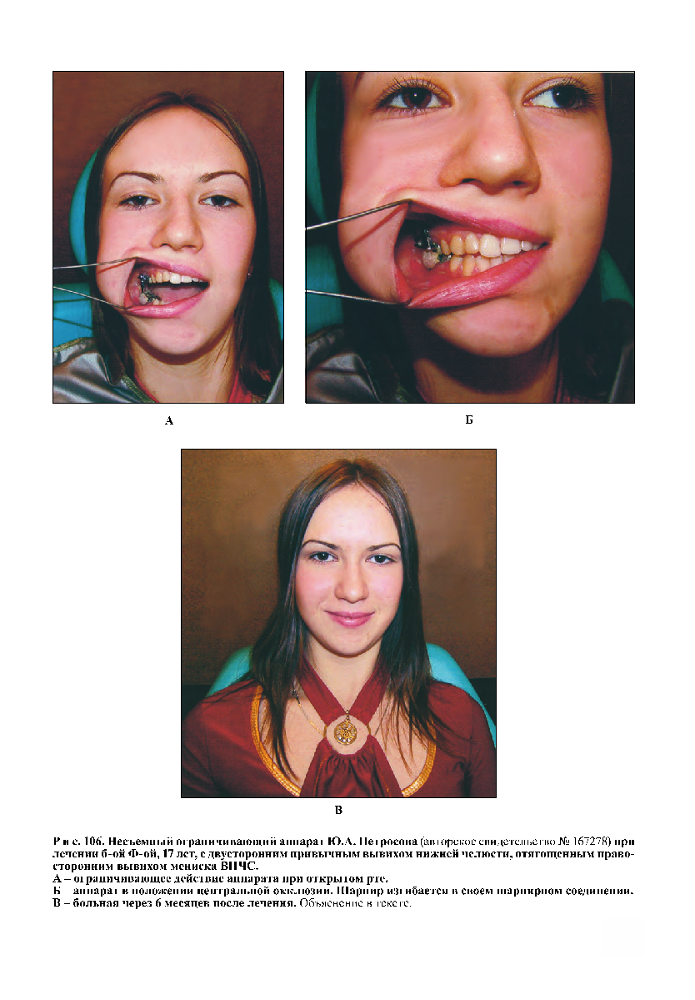 А
Б
В
Рис. 106. Несъемный ограничивающий аппарат Ю.А. Петросова (авторское свидетельство № 167278) при
лечении б-ой Ф-ой, 17 лет, с двусторонним привычным вывихом нижней челюсти, отягощенным право-
сторонним вывихом мениска ВНЧС.
А – ограничивающее действие аппарата при открытом рте.
Б – аппарат в положении центральной окклюзии. Шарнир изгибается в своем шарнирном соединении.
В – больная через 6 месяцев после лечения. Объяснение в тексте.